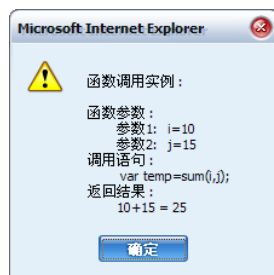 Microsoft Internet Explorer
函数调用实例：
函数参数：
参数1: i=10
参数2: j=15
调用语句：
var temp=sum(i,j);
返回结果：
10+15 = 25
确定